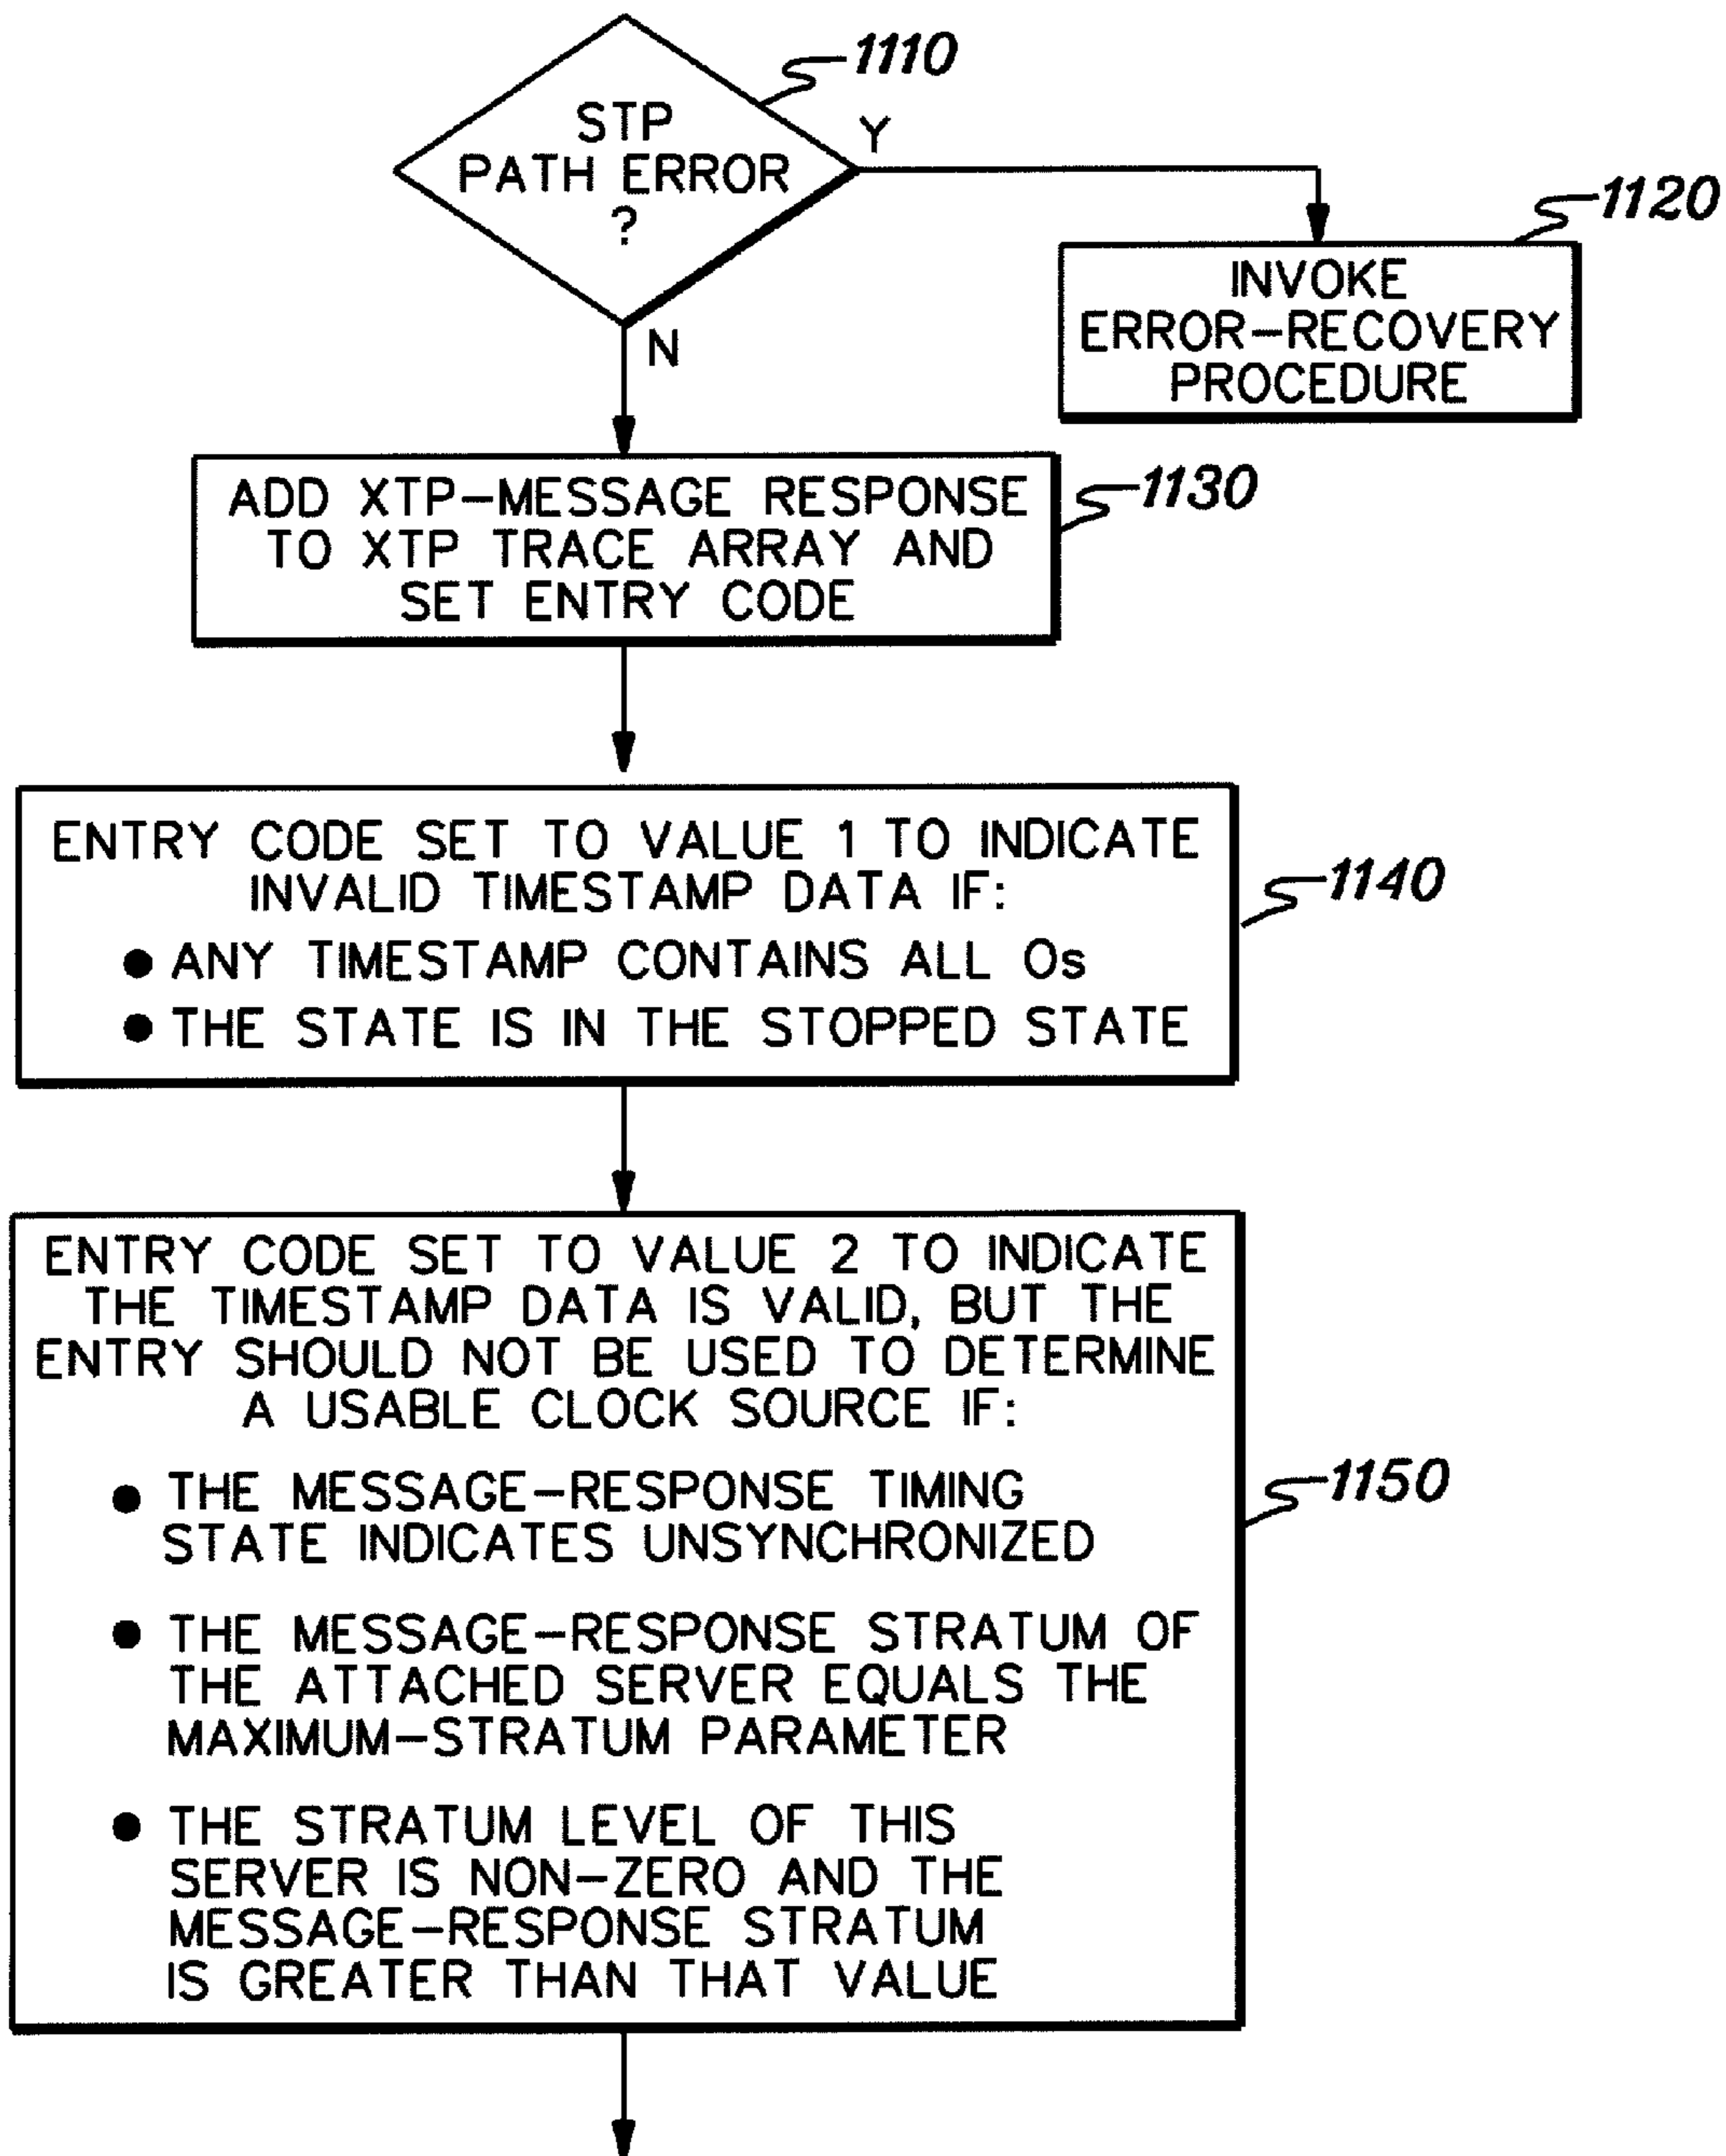 STP
PATH ERROR
?
1110
Y
N
1120
INVOKE
ERROR-RECOVERY
PROCEDURE
ADD XTP-MESSAGE RESPONSE
TO XTP TRACE ARRAY AND
SET ENTRY CODE
1130
ENTRY CODE SET TO VALUE 1 TO INDICATE
INVALID TIMESTAMP DATA IF:
● ANY TIMESTAMP CONTAINS ALL 0s
● THE STATE IS IN THE STOPPED STATE
1140
ENTRY CODE SET TO VALUE 2 TO INDICATE
THE TIMESTAMP DATA IS VALID, BUT THE
ENTRY SHOULD NOT BE USED TO DETERMINE
A USABLE CLOCK SOURCE IF:
● THE MESSAGE-RESPONSE TIMING
STATE INDICATES UNSYNCHRONIZED
● THE MESSAGE-RESPONSE STRATUM OF
THE ATTACHED SERVER EQUALS THE
MAXIMUM-STRATUM PARAMETER
● THE STRATUM LEVEL OF THIS
SERVER IS NON-ZERO AND THE
MESSAGE-RESPONSE STRATUM
IS GREATER THAN THAT VALUE
1150